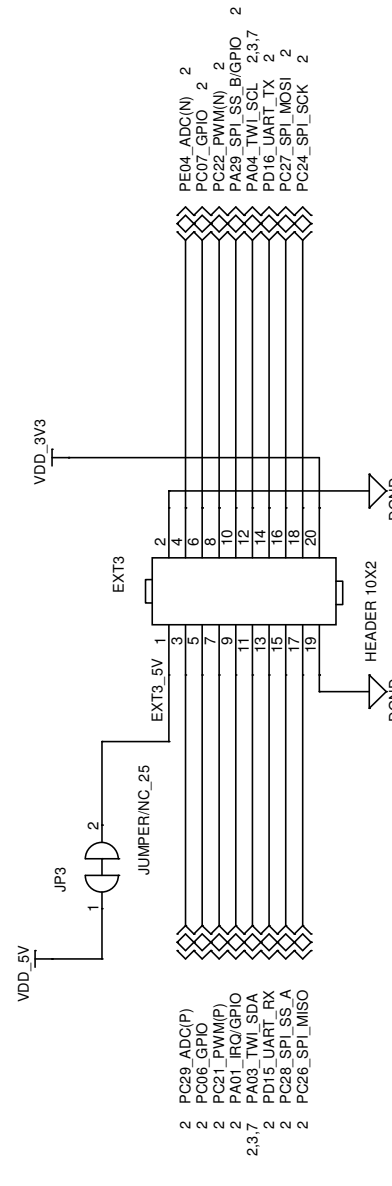 VDD_5V
VDD_3V3
JP3
1
2
JUMPER/NC_25
EXT3
EXT3_5V
1 2
3 4
5 6
7 8
9 10
11 12
13 14
15 16
17 18
19 20
HEADER 10X2
2 PC29_ADC(P)
2 PC06_GPIO
2 PC21_PWM(P)
2 PA01_IRQ/GPIO
2,3,7 PA03_TWI_SDA
2 PD15_UART_RX
2 PC28_SPI_SS_A
2 PC26_SPI_MISO
PE04_ADC(N) 2
PC07_GPIO 2
PC22_PWM(N) 2
PA29_SPI_SS_B/GPIO 2
PA04_TWI_SCL 2,3,7
PD16_UART_TX 2
PC27_SPI_MOSI 2
PC24_SPI_SCK 2